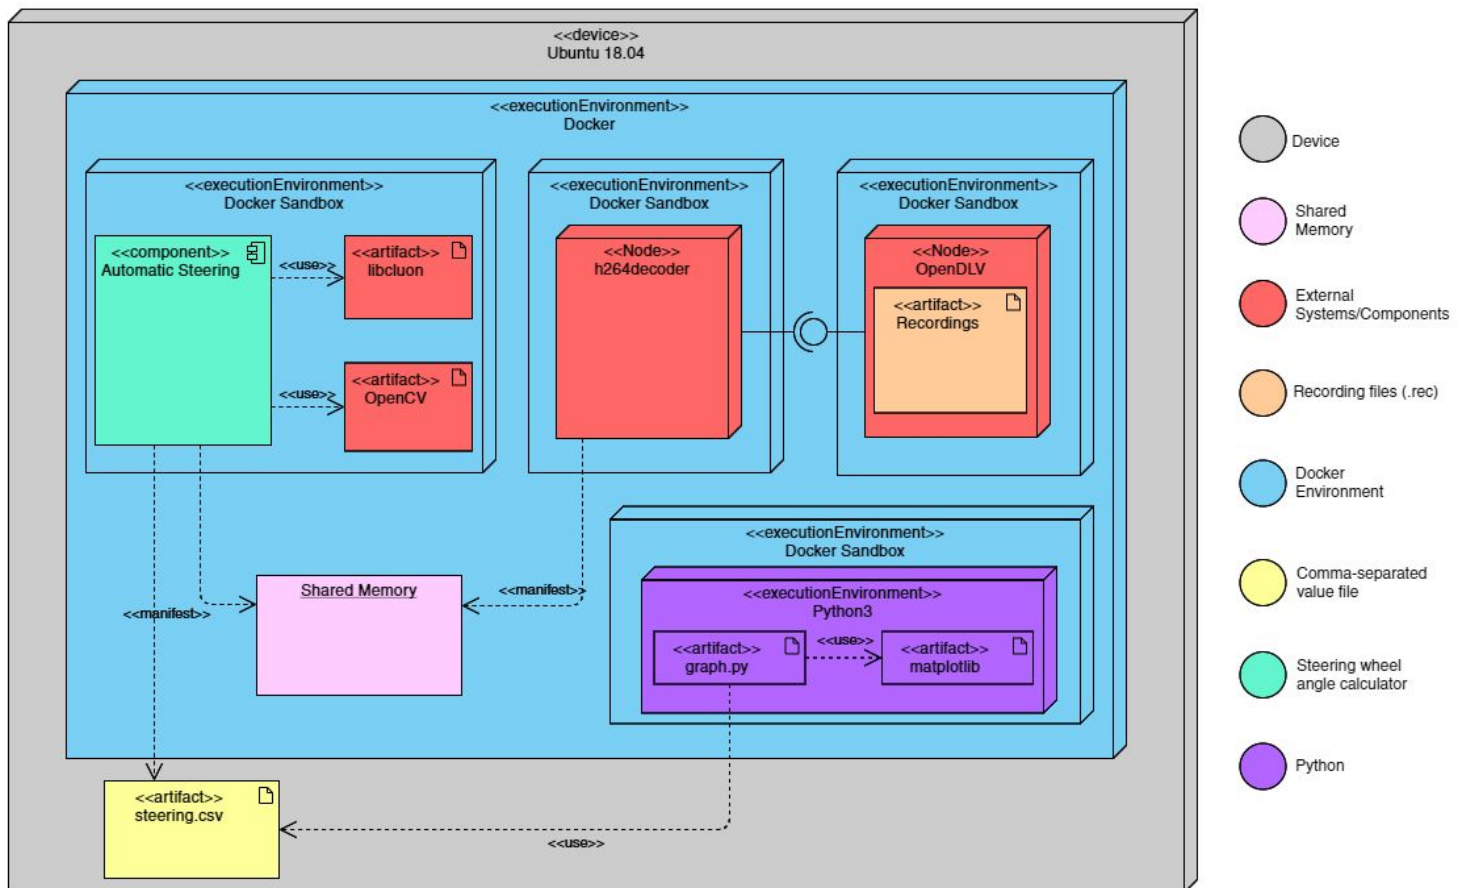 <<device>>
Ubuntu 18.04
<<executionEnvironment>>
Docker
<<executionEnvironment>>
Docker Sandbox
<<component>>
Automatic Steering
<<use>>
<<artifact>>
libcluon
<<use>>
<<artifact>>
OpenCV
<<executionEnvironment>>
Docker Sandbox
<<Node>>
h264decoder
<<executionEnvironment>>
Docker Sandbox
<<Node>>
OpenDLV
<<artifact>>
Recordings
<<manifest>>
Shared Memory
<<manifest>>
<<executionEnvironment>>
Docker Sandbox
<<executionEnvironment>>
Python3
<<artifact>>
graph.py
<<use>>
<<artifact>>
matplotlib
<<artifact>>
steering.csv
<<use>>
Device
Shared
Memory
External
Systems/Components
Recording files (.rec)
Docker
Environment
Comma-separated
value file
Steering wheel
angle calculator
Python